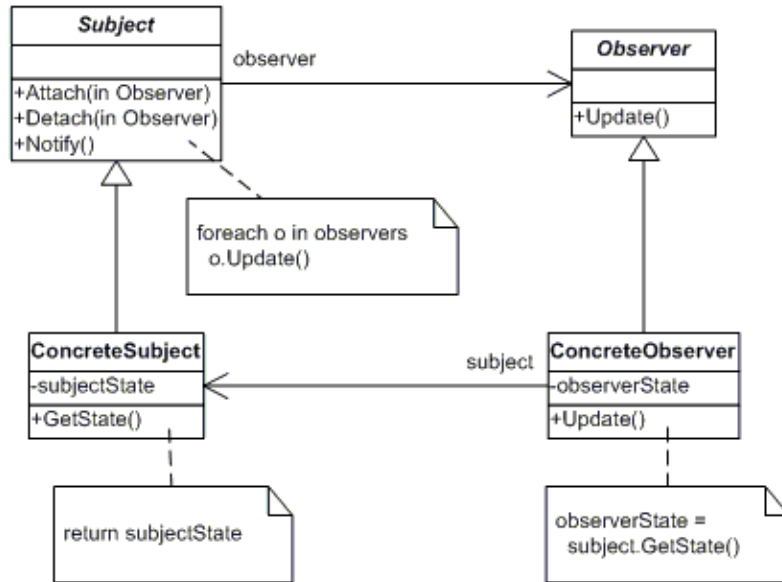 Subject
observer
Observer
+Attach(in Observer)
+Detach(in Observer)
+Notify()
+Update()
foreach o in observers
o.Update()
ConcreteSubject
-subjectState
+GetState()
subject
ConcreteObserver
-observerState
+Update()
return subjectState
observerState =
subject.GetState()